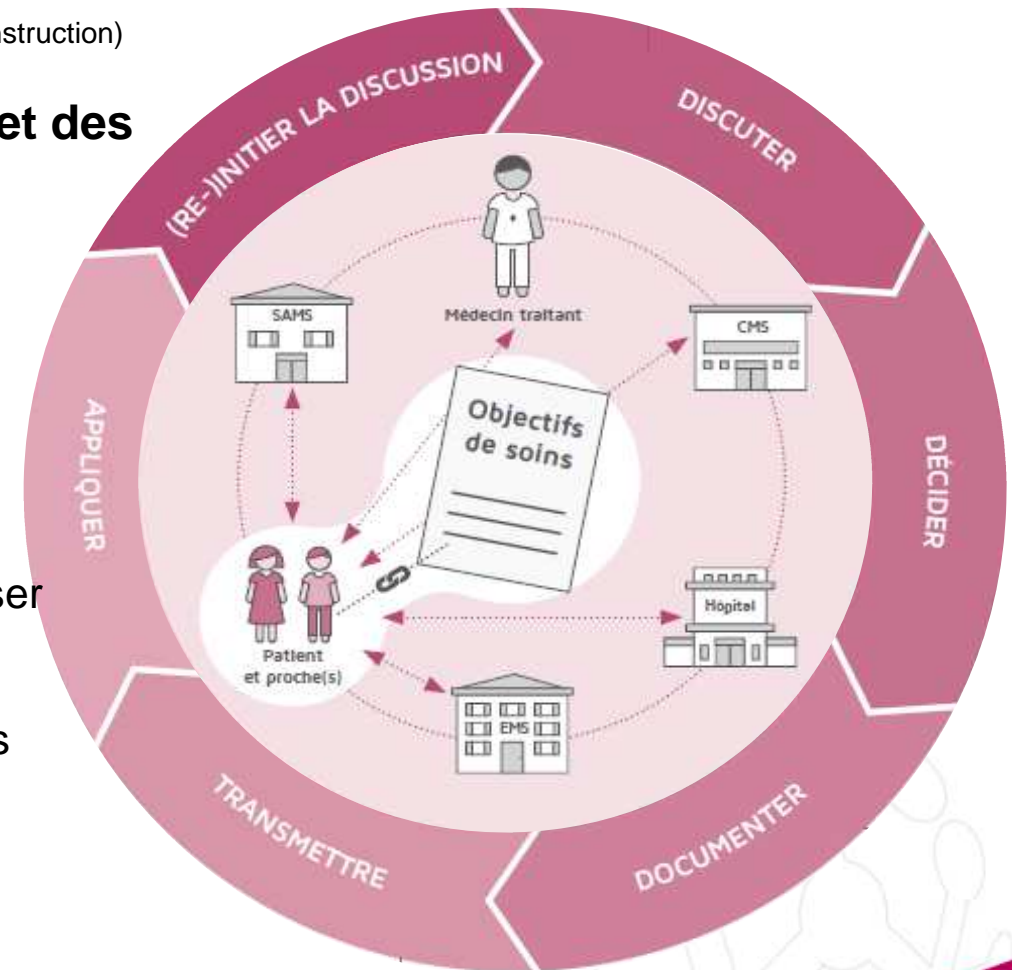 nstruction)
et des
ser
s
(RE-)INITIER LA DISCUSSION
DISCUTER
DÉCIDER
DOCUMENTER
TRANSMETTRE
APPLIQUER
Médecin traitant
SAMS
CMS
Objectifs
de soins
Hôpital
Patient
et proche(s)
EMS